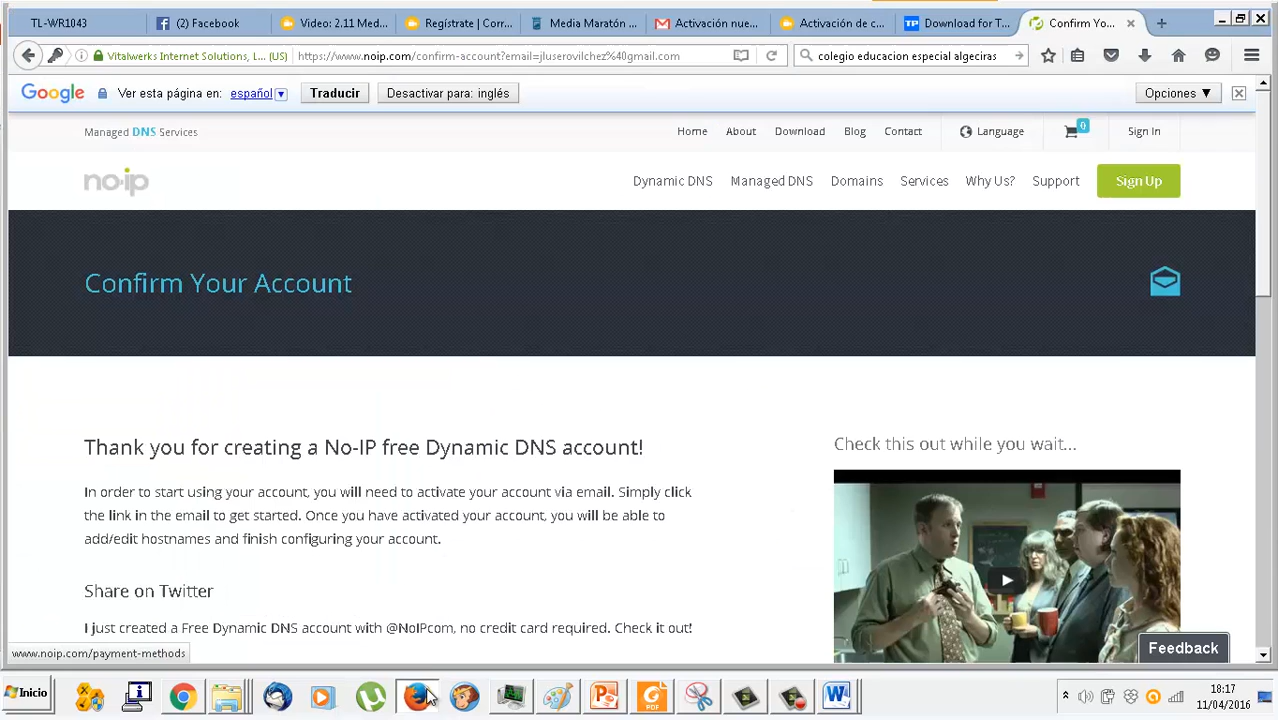 TL-WR1043
(2) Facebook
Video: 2.11 Med...
Regístrate | Corr...
Media Maratón ...
Activación nue...
Activación de c...
TP Download for T...
Confirm Yo...
Vitalwerks Internet Solutions, L... (US)
https://www.noip.com/confirm-account?email=jluserovilchez%40gmail.com
colegio educacion especial algeciras
Google
Ver esta página en: español
Traducir
Desactivar para: inglés
Opciones ▼
Managed DNS Services
Home
About
Download
Blog
Contact
Language
0
Sign In
no-ip
Dynamic DNS
Managed DNS
Domains
Services
Why Us?
Support
Sign Up
Confirm Your Account
Thank you for creating a No-IP free Dynamic DNS account!
Check this out while you wait...
In order to start using your account, you will need to activate your account via email. Simply click
the link in the email to get started. Once you have activated your account, you will be able to
add/edit hostnames and finish configuring your account.
Share on Twitter
I just created a Free Dynamic DNS account with @NoIPcom, no credit card required. Check it out!
Feedback
www.noip.com/payment-methods
Inicio
PDF
18:17
11/04/2016